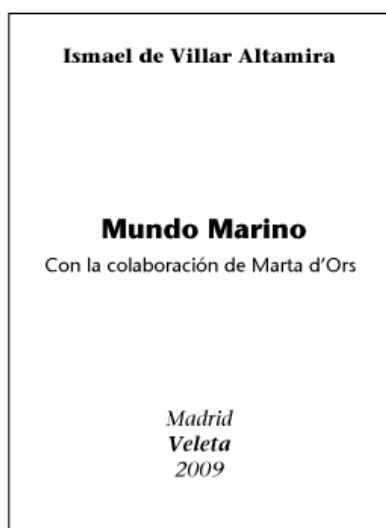 Ismael de Villar Altamira
Mundo Marino
Con la colaboración de Marta d’Ors
Madrid
Veleta
2009